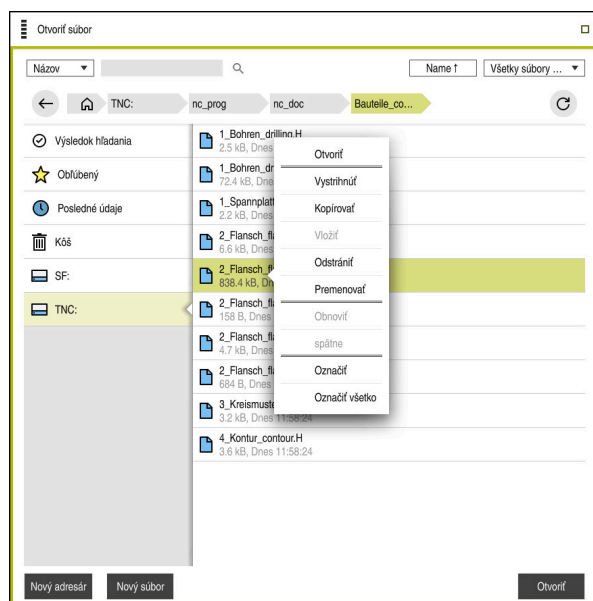 Otvoriť súbor
Názov
Name ↑
Všetky súbory ...
TNC:
nc_prog
nc_doc
Bauteile_co...
Výsledok hľadania
Obľúbený
Posledné údaje
Kôš
SF:
TNC:
1_Bohren_drilling.H
2.5 kB, Dnes
1_Bohren_dr
72.4 kB, Dne
1_Spannplatt
2.2 kB, Dnes
2_Flansch_fl
6.6 kB, Dnes
2_Flansch_fl
838.4 kB, Dn
2_Flansch_fl
158 B, Dnes
2_Flansch_fl
4.7 kB, Dnes
2_Flansch_fl
684 B, Dnes
3_Kreismuste
3.2 kB, Dnes 11:58:24
4_Kontur_contour.H
3.6 kB, Dnes 11:58:24
Otvoriť
Vystrihnúť
Kopírovať
Vložiť
Odstrániť
Premenovať
Obnoviť
spätne
Označiť
Označiť všetko
Nový adresár
Nový súbor
Otvoriť